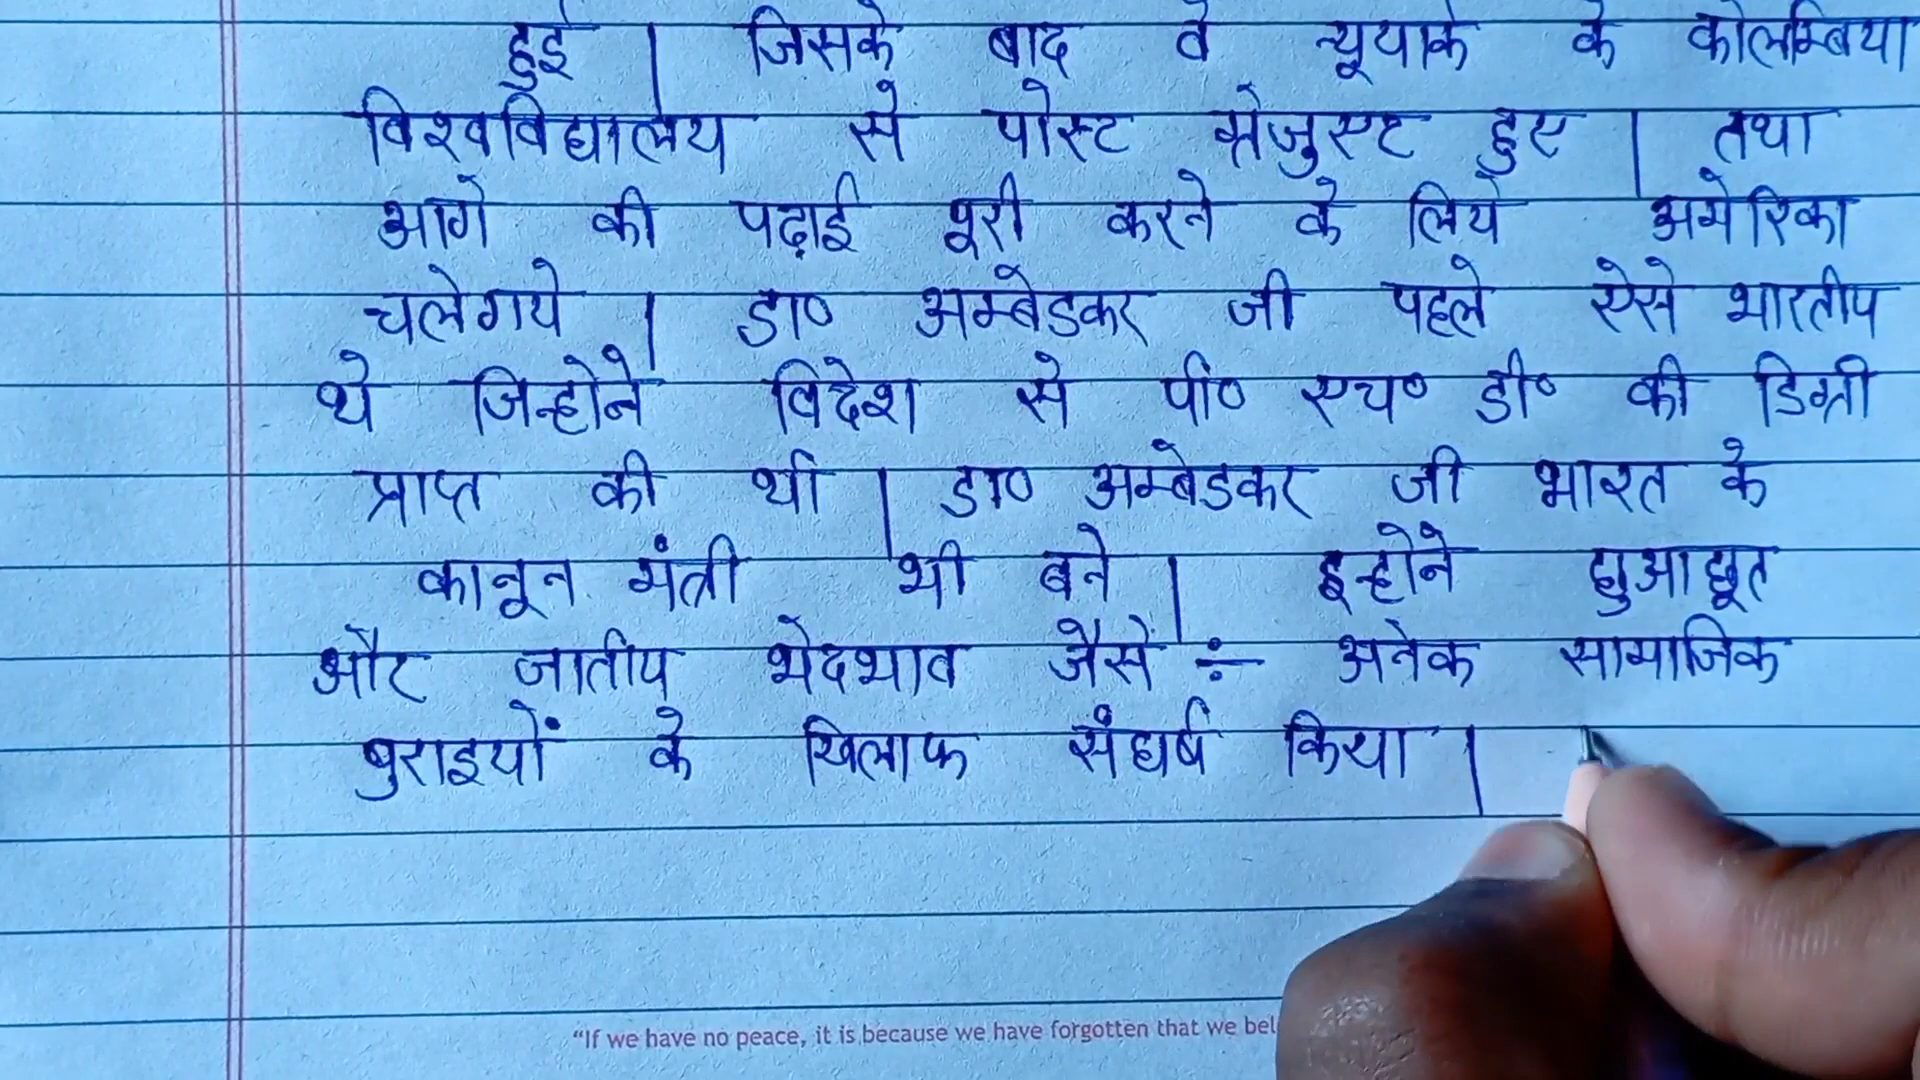 हुई | जिसके बाद वे न्यूयार्क के कोलम्बिया
विश्वविद्यालय से पोस्ट ग्रेजुएट हुए | तथा
आगे की पढ़ाई पूरी करने के लिये अमेरिका
चलेगये | डा० अम्बेडकर जी पहले ऐसे भारतीय
थे जिन्होने विदेश से पी० एच० डी० की डिग्री
प्राप्त की थी | डा० अम्बेडकर जी भारत के
कानून मंत्री भी बने | इन्होने छुआछूत
और जातीय भेदभाव जैसे ÷ अनेक सामाजिक
बुराइयों के खिलाफ संघर्ष किया |
“If we have no peace, it is because we have forgotten that we bel